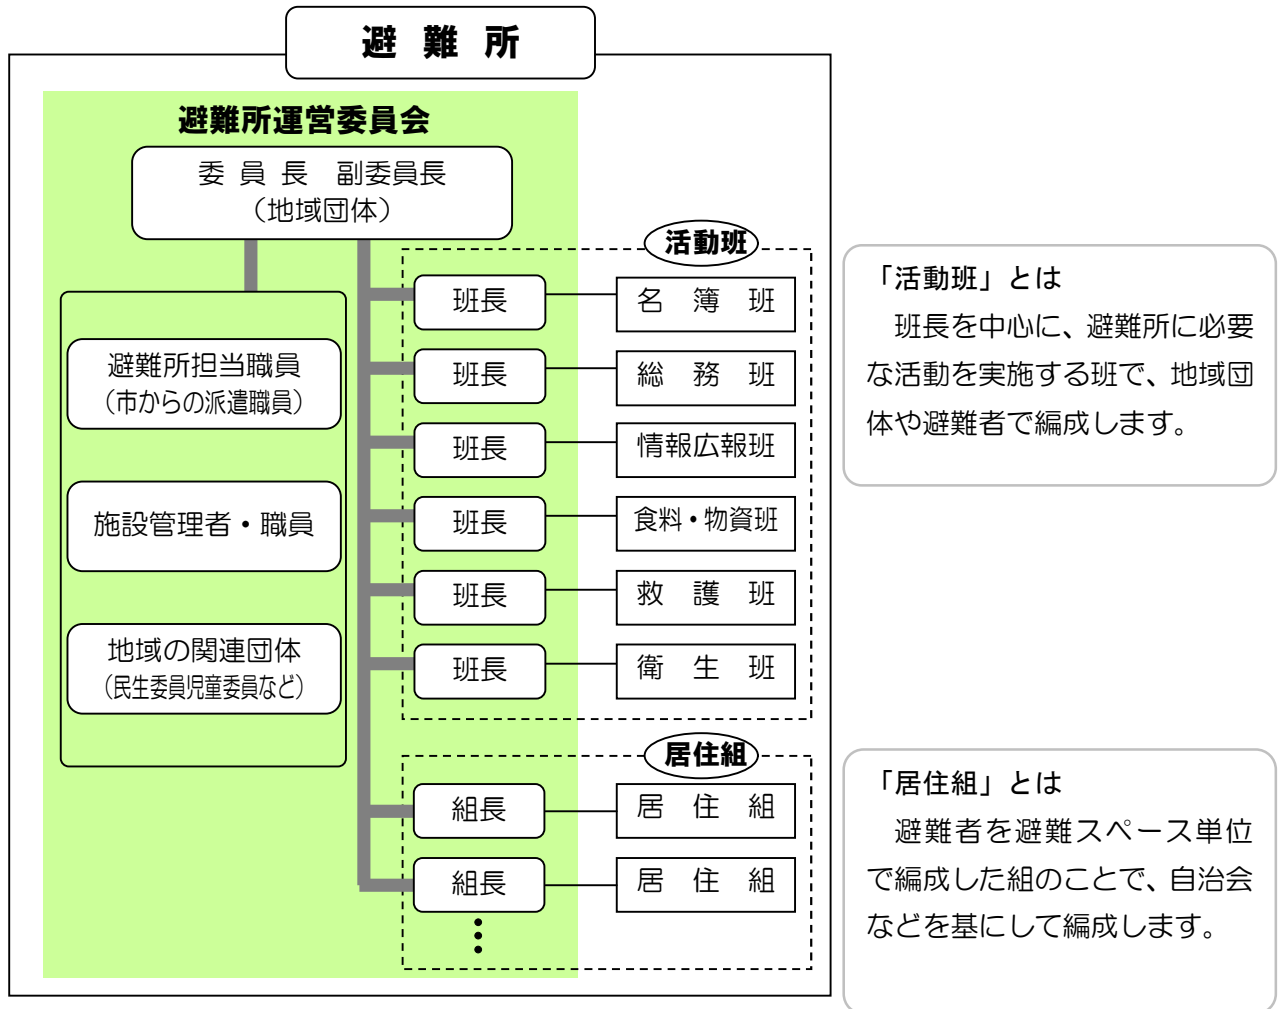 避難所
避難所運営委員会
委員長　副委員長
（地域団体）
避難所担当職員
（市からの派遣職員）
施設管理者・職員
地域の関連団体
（民生委員児童委員など）
活動班
班長　名簿班
班長　総務班
班長　情報広報班
班長　食料・物資班
班長　救護班
班長　衛生班
居住組
組長　居住組
組長　居住組
「活動班」とは
班長を中心に、避難所に必要
な活動を実施する班で、地域団
体や避難者で編成します。
「居住組」とは
避難者を避難スペース単位
で編成した組のことで、自治会
などを基にして編成します。